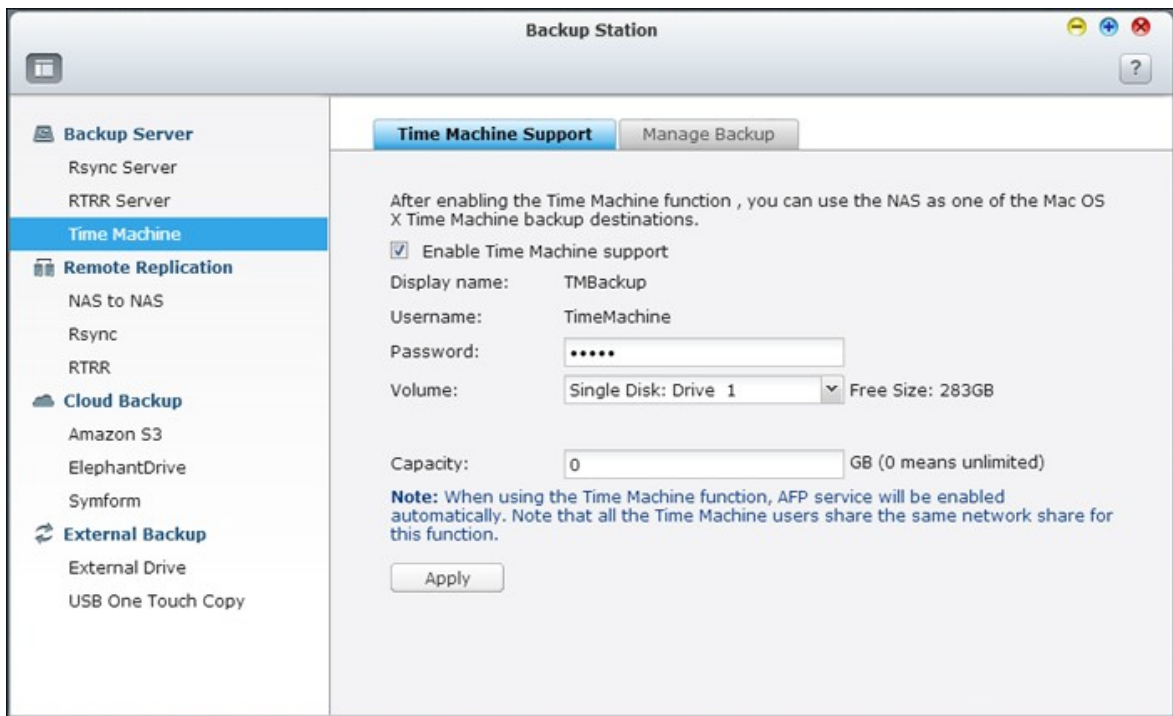 Backup Station
?
Backup Server
Rsync Server
RTRR Server
Time Machine
Remote Replication
NAS to NAS
Rsync
RTRR
Cloud Backup
Amazon S3
ElephantDrive
Symform
External Backup
External Drive
USB One Touch Copy
Time Machine Support
Manage Backup
After enabling the Time Machine function , you can use the NAS as one of the Mac OS
X Time Machine backup destinations.
Enable Time Machine support
Display name: TMBackup
Username: TimeMachine
Password: •••••
Volume: Single Disk: Drive 1 Free Size: 283GB
Capacity: 0 GB (0 means unlimited)
Note: When using the Time Machine function, AFP service will be enabled
automatically. Note that all the Time Machine users share the same network share for
this function.
Apply